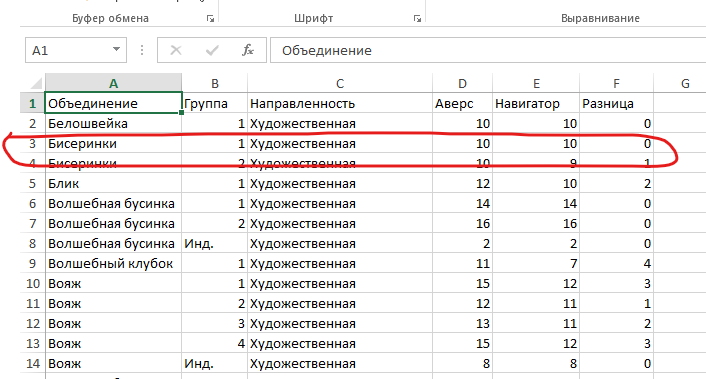 Буфер обмена Шрифт Выравнивание
A1 fx Объединение
A B C D E F G
1 Объединение Группа Направленность Аверс Навигатор Разница
2 Белошвейка 1 Художественная 10 10 0
3 Бисеринки 1 Художественная 10 10 0
4 Бисеринки 2 Художественная 10 9 1
5 Блик 1 Художественная 12 10 2
6 Волшебная бусинка 1 Художественная 14 14 0
7 Волшебная бусинка 2 Художественная 16 16 0
8 Волшебная бусинка Инд. Художественная 2 2 0
9 Волшебный клубок 1 Художественная 11 7 4
10 Вояж 1 Художественная 15 12 3
11 Вояж 2 Художественная 12 11 1
12 Вояж 3 Художественная 13 11 2
13 Вояж 4 Художественная 15 12 3
14 Вояж Инд. Художественная 8 8 0